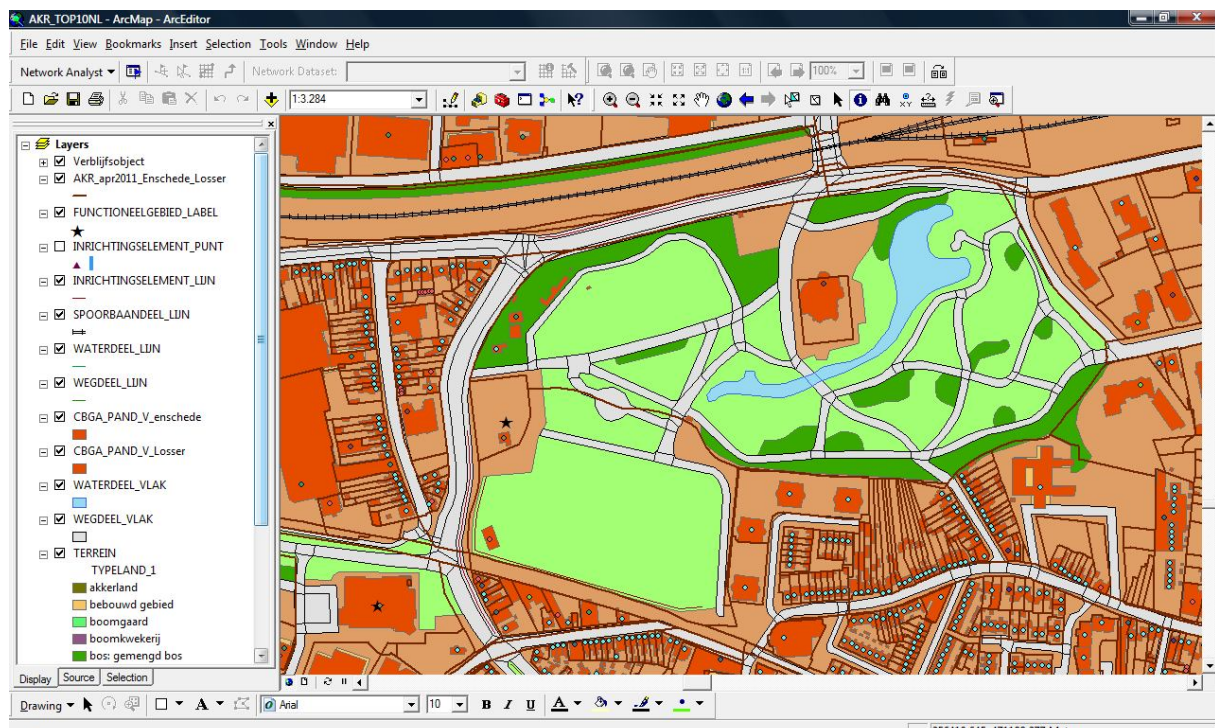 AKR_TOP10NL - ArcMap - ArcEditor
File Edit View Bookmarks Insert Selection Tools Window Help
Network Analyst Network Dataset: 100%
1:3.284
Layers
Verblijfsobject
AKR_apr2011_Enschede_Losser
FUNCTIONEELGEBIED_LABEL
INRICHTINGSELEMENT_PUNT
INRICHTINGSELEMENT_LIJN
SPOORBAANDEEL_LIJN
WATERDEEL_LIJN
WEGDEEL_LIJN
CBGA_PAND_V_enschede
CBGA_PAND_V_Losser
WATERDEEL_VLAK
WEGDEEL_VLAK
TERREIN
TYPELAND_1
akkerland
bebouwd gebied
boomgaard
boomkwekerij
bos: gemengd bos
Display Source Selection
Drawing A Arial 10 B I U A